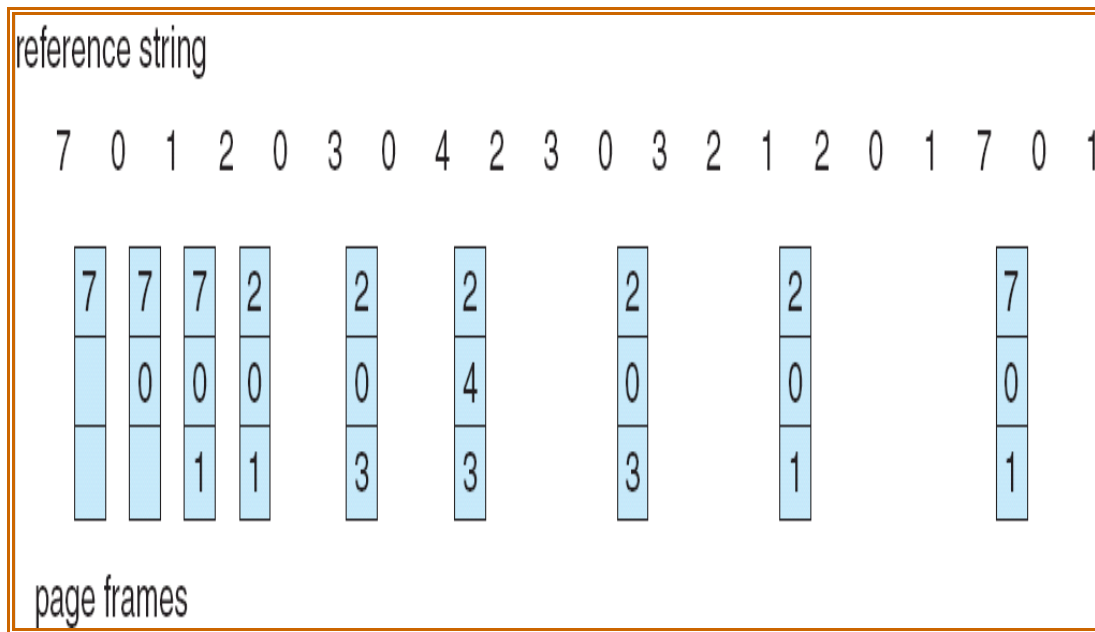 reference string
7 0 1 2 0 3 0 4 2 3 0 3 2 1 2 0 1 7 0 1
7 7 7 2 2 2 2 2 7
0 0 0 0 4 0 0 0
1 1 3 3 3 1 1
page frames